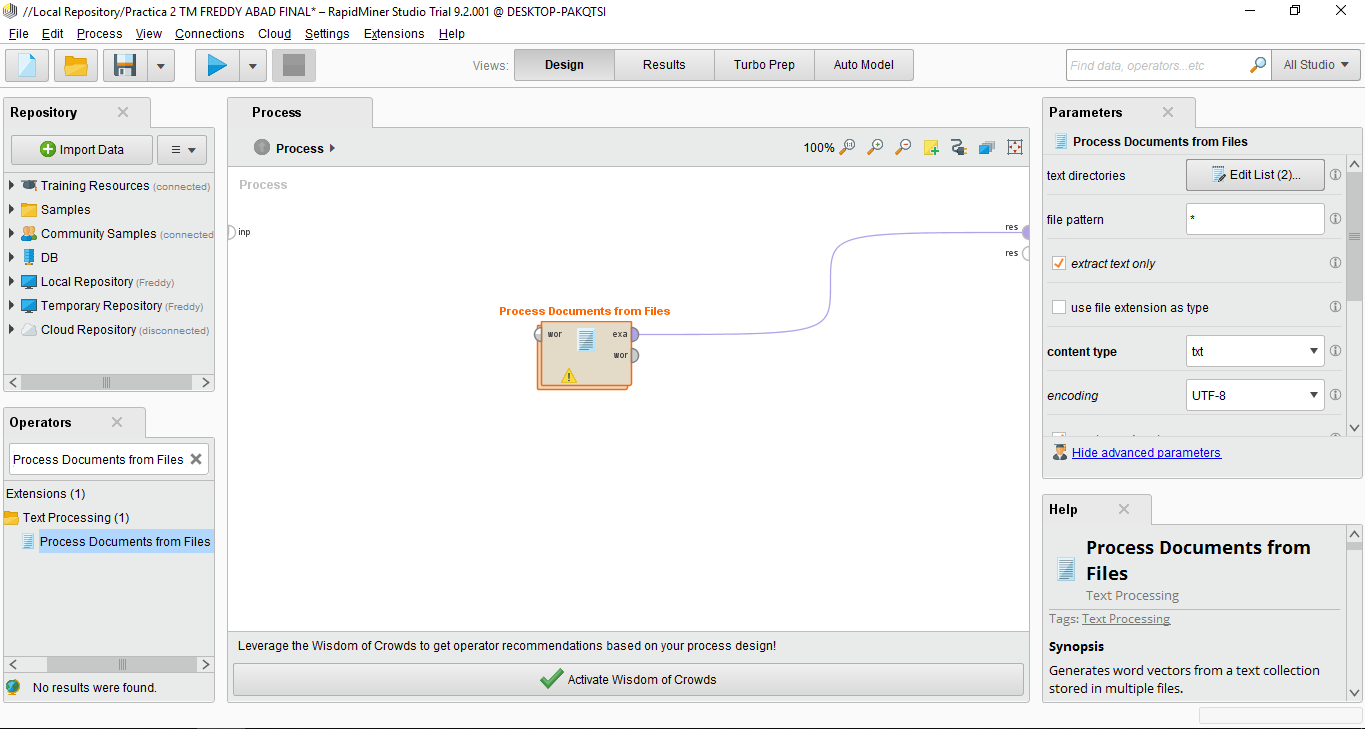 //Local Repository/Practica 2 TM FREDDY ABAD FINAL* – RapidMiner Studio Trial 9.2.001 @ DESKTOP-PAKQTSI
File Edit Process View Connections Cloud Settings Extensions Help
Views: Design Results Turbo Prep Auto Model
Find data, operators...etc
All Studio
Repository
Import Data
Training Resources (connected)
Samples
Community Samples (connected
DB
Local Repository (Freddy)
Temporary Repository (Freddy)
Cloud Repository (disconnected)
Operators
Process Documents from Files
Extensions (1)
Text Processing (1)
Process Documents from Files
No results were found.
Process
Process
100%
Process
inp
res
res
Process Documents from Files
wor
exa
wor
Leverage the Wisdom of Crowds to get operator recommendations based on your process design!
Activate Wisdom of Crowds
Parameters
Process Documents from Files
text directories
Edit List (2)...
file pattern
*
extract text only
use file extension as type
content type
txt
encoding
UTF-8
Hide advanced parameters
Help
Process Documents from
Files
Text Processing
Tags: Text Processing
Synopsis
Generates word vectors from a text collection
stored in multiple files.